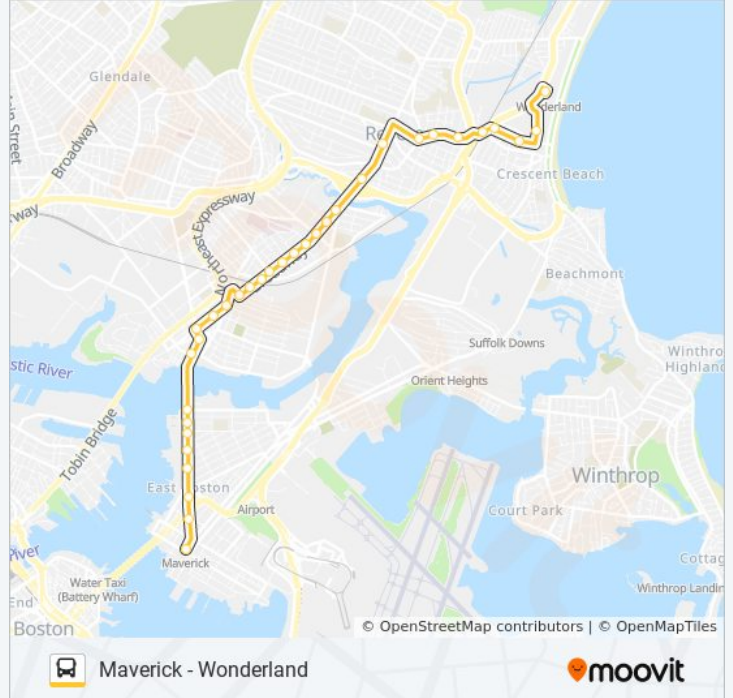 Glendale
Broadway
in Street
Re
Wonderland
Crescent Beach
way
Northeast Expressway
Beachmont
Suffolk Downs
Winthro
Highland
stic River
Orient Heights
Tobin Bridge
Winthrop
East Boston
Airport
Court Park
River
Maverick
Cottag
Water Taxi
(Battery Wharf)
End
Winthrop Landin
Boston
© OpenStreetMap contributors | © OpenMapTiles
Maverick - Wonderland
moovit